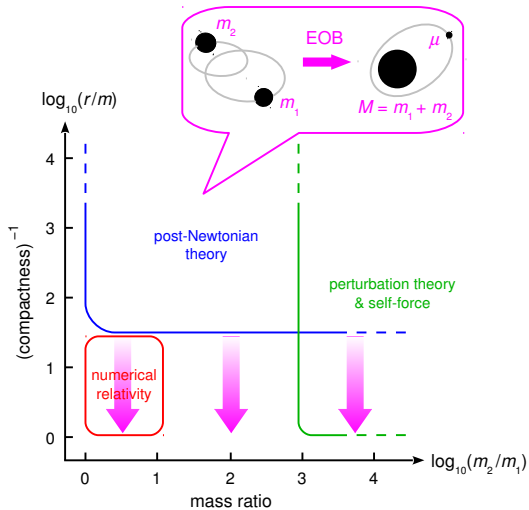 m₂
EOB
μ
m₁
M = m₁ + m₂
log₁₀(r/m)
4
3
2
1
0
(compactness)⁻¹
post-Newtonian
theory
perturbation theory
& self-force
numerical
relativity
0
1
2
3
4
log₁₀(m₂/m₁)
mass ratio